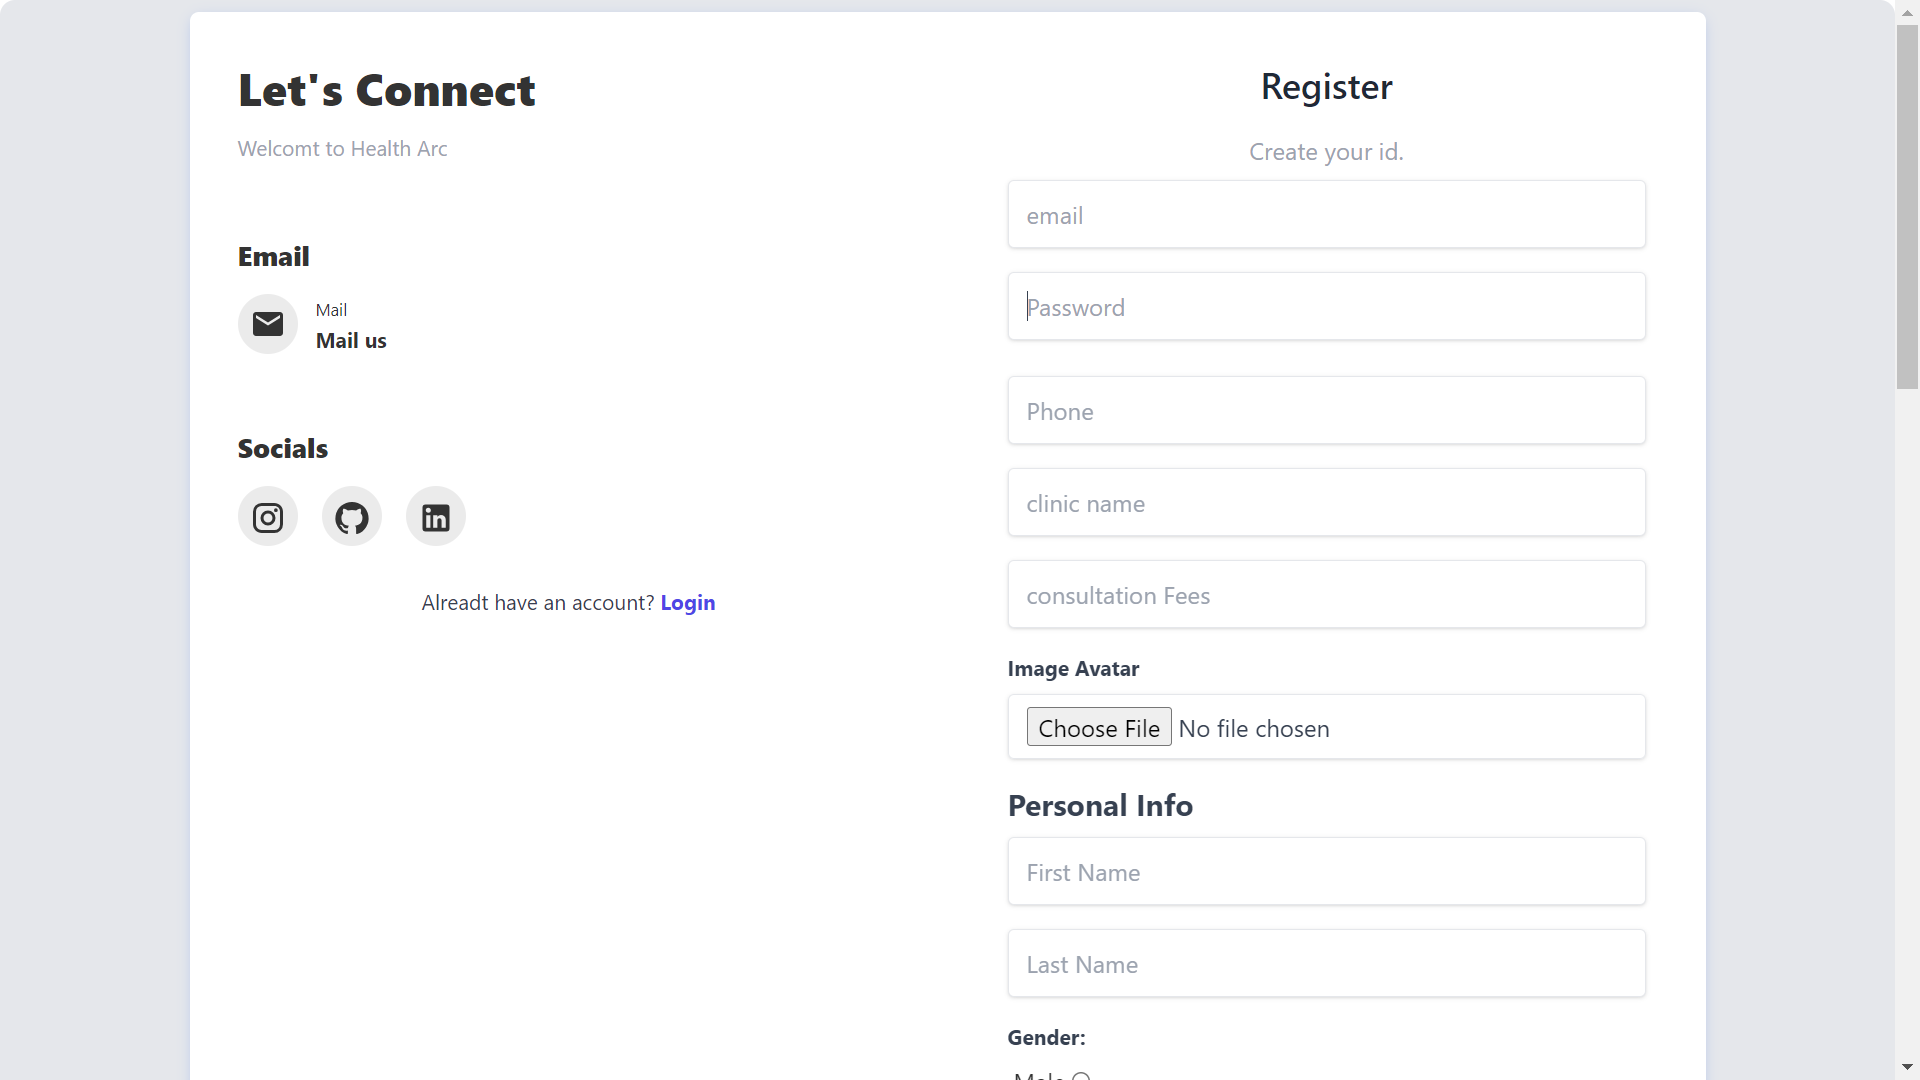 Let's Connect
Welcomt to Health Arc
Email
Mail
Mail us
Socials
Alreadt have an account? Login
Register
Create your id.
email
Password
Phone
clinic name
consultation Fees
Image Avatar
Choose File No file chosen
Personal Info
First Name
Last Name
Gender:
Male